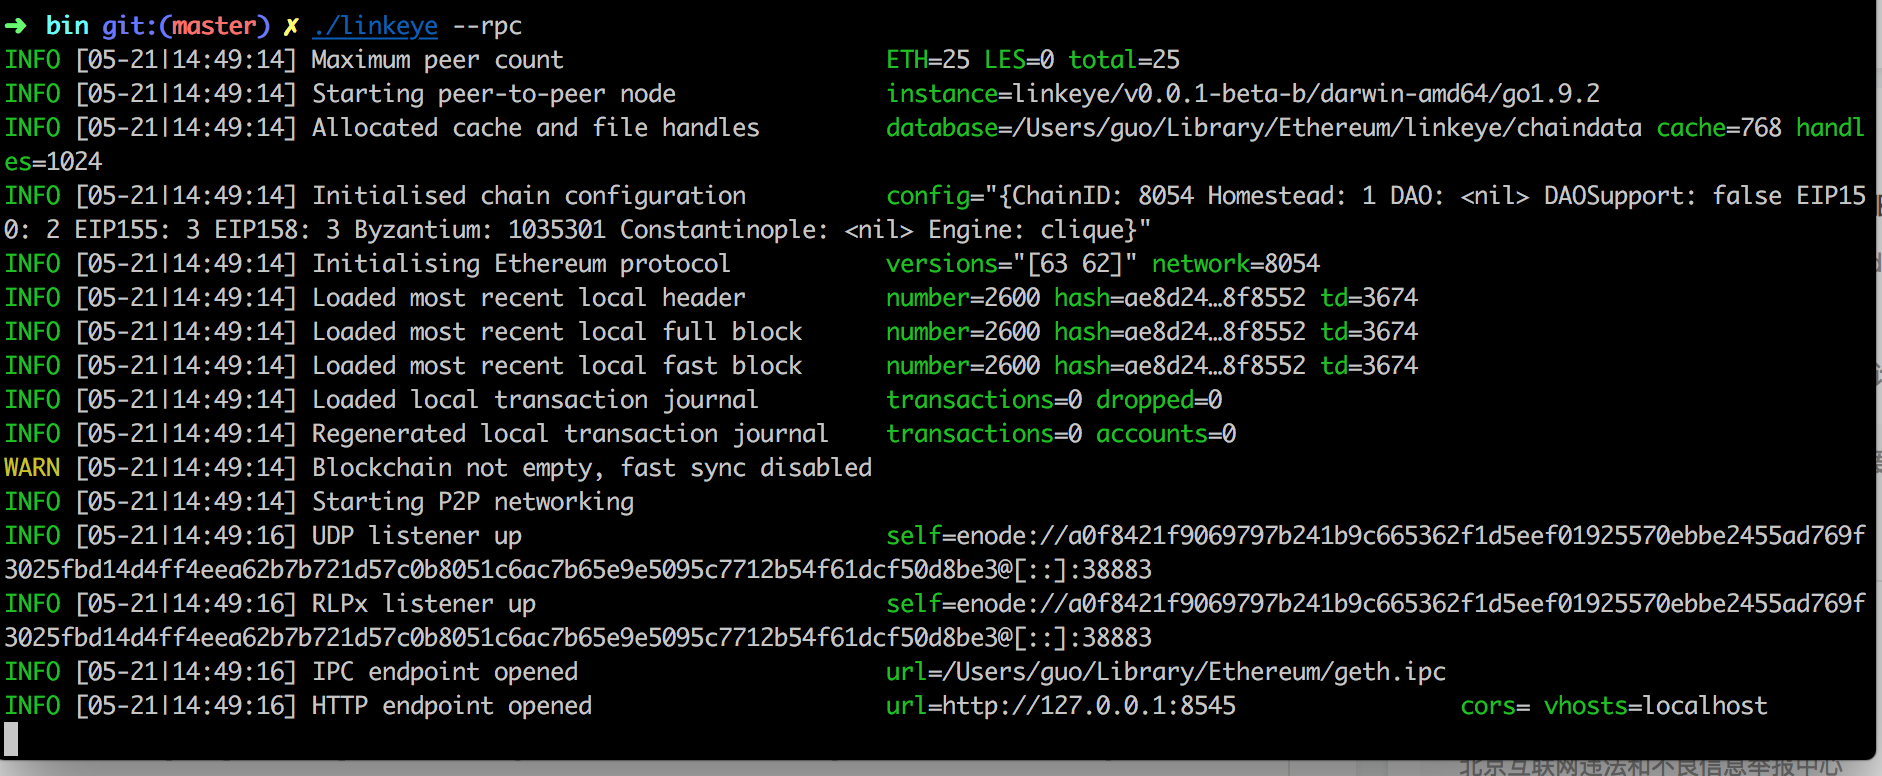 ➜ bin git:(master) ✗ ./linkeye --rpc
INFO [05-21|14:49:14] Maximum peer count ETH=25 LES=0 total=25
INFO [05-21|14:49:14] Starting peer-to-peer node instance=linkeye/v0.0.1-beta-b/darwin-amd64/go1.9.2
INFO [05-21|14:49:14] Allocated cache and file handles database=/Users/guo/Library/Ethereum/linkeye/chaindata cache=768 handl
es=1024
INFO [05-21|14:49:14] Initialised chain configuration config="{ChainID: 8054 Homestead: 1 DAO: <nil> DAOSupport: false EIP15
0: 2 EIP155: 3 EIP158: 3 Byzantium: 1035301 Constantinople: <nil> Engine: clique}"
INFO [05-21|14:49:14] Initialising Ethereum protocol versions="[63 62]" network=8054
INFO [05-21|14:49:14] Loaded most recent local header number=2600 hash=ae8d24…8f8552 td=3674
INFO [05-21|14:49:14] Loaded most recent local full block number=2600 hash=ae8d24…8f8552 td=3674
INFO [05-21|14:49:14] Loaded most recent local fast block number=2600 hash=ae8d24…8f8552 td=3674
INFO [05-21|14:49:14] Loaded local transaction journal transactions=0 dropped=0
INFO [05-21|14:49:14] Regenerated local transaction journal transactions=0 accounts=0
WARN [05-21|14:49:14] Blockchain not empty, fast sync disabled
INFO [05-21|14:49:14] Starting P2P networking
INFO [05-21|14:49:16] UDP listener up self=enode://a0f8421f9069797b241b9c665362f1d5eef01925570ebbe2455ad769f
3025fbd14d4ff4eea62b7b721d57c0b8051c6ac7b65e9e5095c7712b54f61dcf50d8be3@[::]:38883
INFO [05-21|14:49:16] RLPx listener up self=enode://a0f8421f9069797b241b9c665362f1d5eef01925570ebbe2455ad769f
3025fbd14d4ff4eea62b7b721d57c0b8051c6ac7b65e9e5095c7712b54f61dcf50d8be3@[::]:38883
INFO [05-21|14:49:16] IPC endpoint opened url=/Users/guo/Library/Ethereum/geth.ipc
INFO [05-21|14:49:16] HTTP endpoint opened url=http://127.0.0.1:8545 cors= vhosts=localhost
北京互联网违法和不良信息举报中心